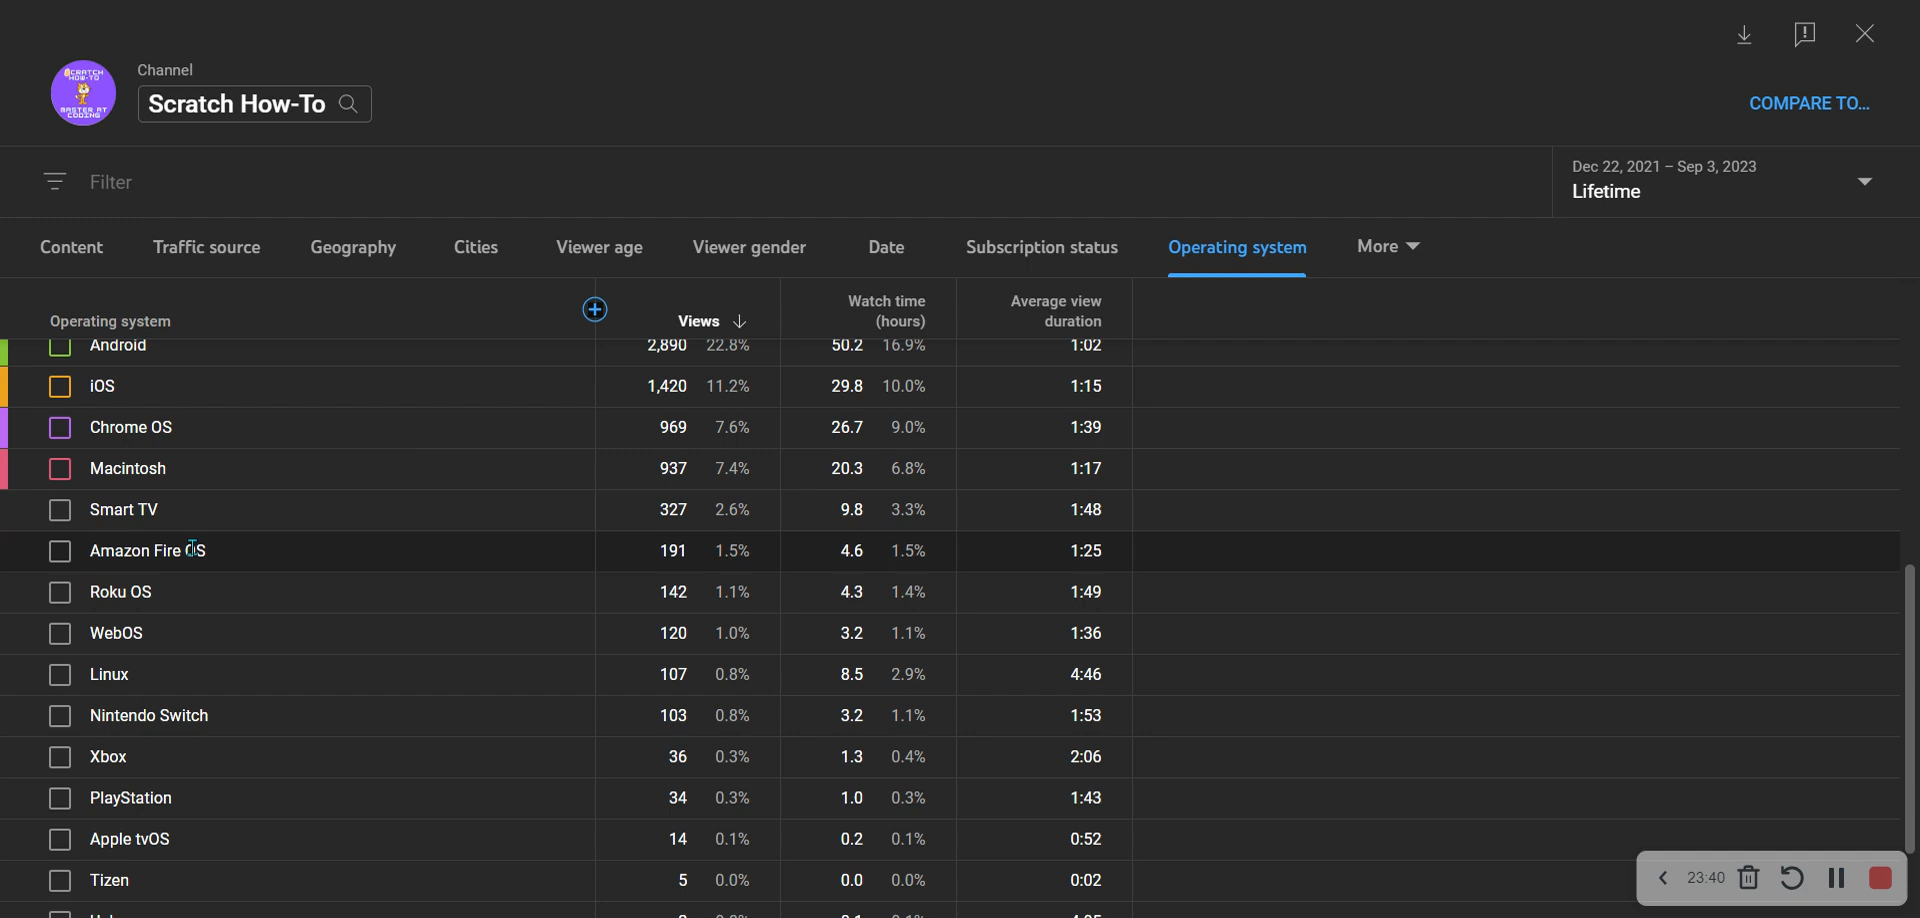 SCRATCH
HOW-TO
MASTER AT
CODING
Channel
Scratch How-To
COMPARE TO...
Filter
Dec 22, 2021 – Sep 3, 2023
Lifetime
Content Traffic source Geography Cities Viewer age Viewer gender Date Subscription status Operating system More
Operating system Views Watch time (hours) Average view duration
Android 2,890 22.8% 50.2 16.9% 1:02
iOS 1,420 11.2% 29.8 10.0% 1:15
Chrome OS 969 7.6% 26.7 9.0% 1:39
Macintosh 937 7.4% 20.3 6.8% 1:17
Smart TV 327 2.6% 9.8 3.3% 1:48
Amazon Fire OS 191 1.5% 4.6 1.5% 1:25
Roku OS 142 1.1% 4.3 1.4% 1:49
WebOS 120 1.0% 3.2 1.1% 1:36
Linux 107 0.8% 8.5 2.9% 4:46
Nintendo Switch 103 0.8% 3.2 1.1% 1:53
Xbox 36 0.3% 1.3 0.4% 2:06
PlayStation 34 0.3% 1.0 0.3% 1:43
Apple tvOS 14 0.1% 0.2 0.1% 0:52
Tizen 5 0.0% 0.0 0.0% 0:02
23:40